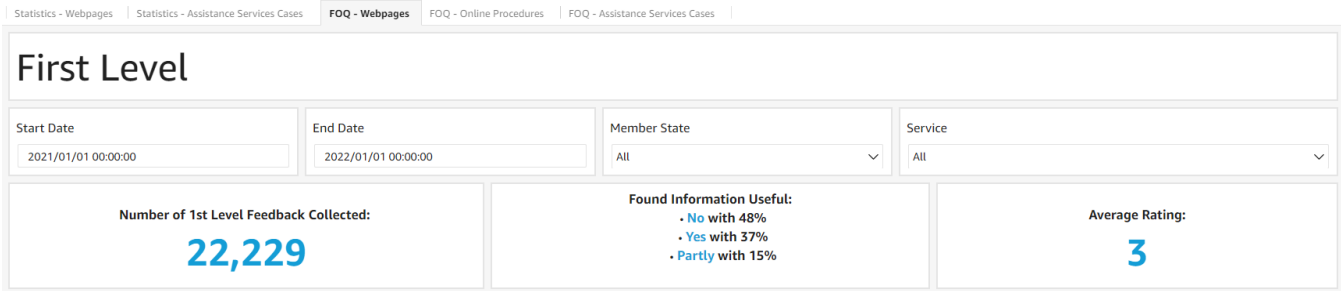 Statistics - Webpages Statistics - Assistance Services Cases FOQ - Webpages FOQ - Online Procedures FOQ - Assistance Services Cases
First Level
Start Date End Date Member State Service
2021/01/01 00:00:00 2022/01/01 00:00:00 All All
Number of 1st Level Feedback Collected:
22,229
Found Information Useful:
• No with 48%
• Yes with 37%
• Partly with 15%
Average Rating:
3